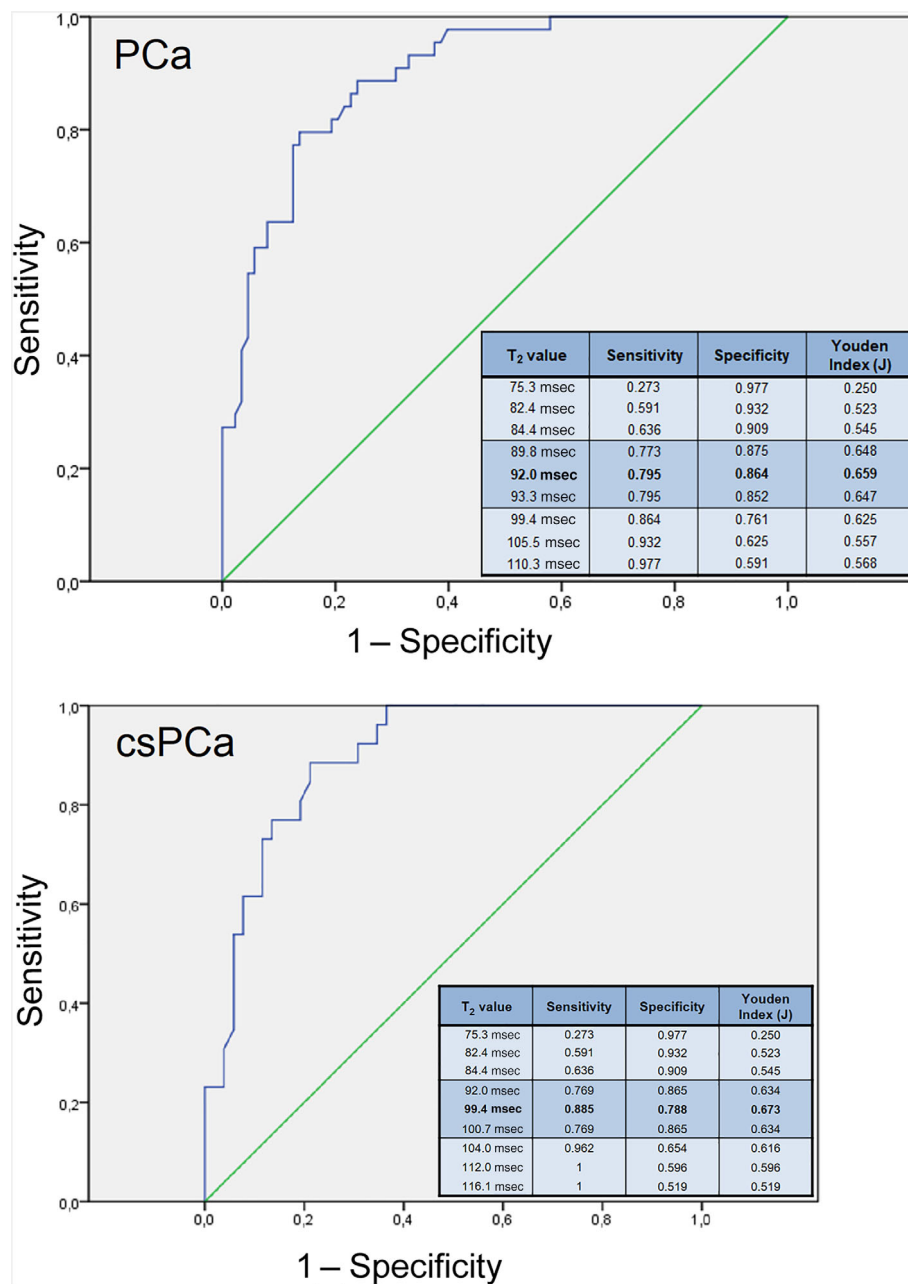 1,0
PCa
0,8
0,6
0,4
0,2
0,0
Sensitivity
T₂ value Sensitivity Specificity Youden Index (J)
75.3 msec 0.273 0.977 0.250
82.4 msec 0.591 0.932 0.523
84.4 msec 0.636 0.909 0.545
89.8 msec 0.773 0.875 0.648
92.0 msec 0.795 0.864 0.659
93.3 msec 0.795 0.852 0.647
99.4 msec 0.864 0.761 0.625
105.5 msec 0.932 0.625 0.557
110.3 msec 0.977 0.591 0.568
0,0 0,2 0,4 0,6 0,8 1,0
1 – Specificity
1,0
csPCa
0,8
0,6
0,4
0,2
0,0
Sensitivity
T₂ value Sensitivity Specificity Youden Index (J)
75.3 msec 0.273 0.977 0.250
82.4 msec 0.591 0.932 0.523
84.4 msec 0.636 0.909 0.545
92.0 msec 0.769 0.865 0.634
99.4 msec 0.885 0.788 0.673
100.7 msec 0.769 0.865 0.634
104.0 msec 0.962 0.654 0.616
112.0 msec 1 0.596 0.596
116.1 msec 1 0.519 0.519
0,0 0,2 0,4 0,6 0,8 1,0
1 – Specificity